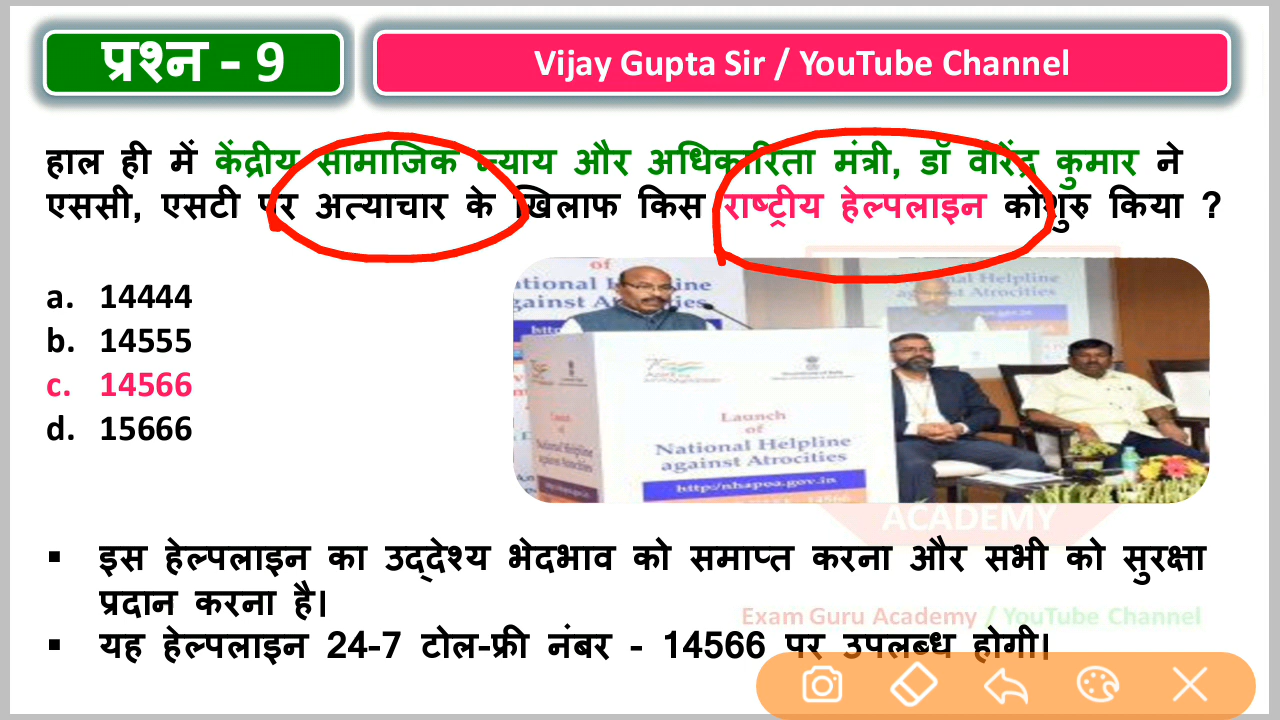 प्रश्न - 9
Vijay Gupta Sir / YouTube Channel
हाल ही में केंद्रीय सामाजिक न्याय और अधिकारिता मंत्री, डॉ वीरेंद्र कुमार ने
एससी, एसटी पर अत्याचार के खिलाफ किस राष्ट्रीय हेल्पलाइन कोशुरु किया ?
a. 14444
b. 14555
c. 14566
d. 15666
of
National Helpline
against Atrocities
Launch
of
National Helpline
against Atrocities
http:/nhapoa.gov.in
14566
ACADEMY
इस हेल्पलाइन का उद्देश्य भेदभाव को समाप्त करना और सभी को सुरक्षा
प्रदान करना है।
Exam Guru Academy / YouTube Channel
यह हेल्पलाइन 24-7 टोल-फ्री नंबर - 14566 पर उपलब्ध होगी।